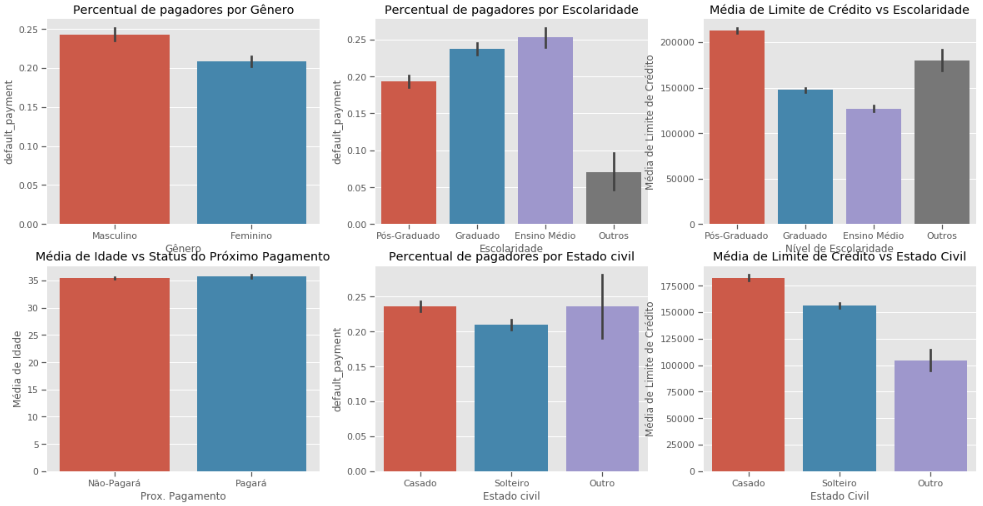 Percentual de pagadores por Gênero
default_payment
0.25
0.20
0.15
0.10
0.05
0.00
Masculino Feminino
Gênero
Percentual de pagadores por Escolaridade
default_payment
0.25
0.20
0.15
0.10
0.05
0.00
Pós-Graduado Graduado Ensino Médio Outros
Escolaridade
Média de Limite de Crédito vs Escolaridade
Média de Limite de Crédito
200000
150000
100000
50000
0
Pós-Graduado Graduado Ensino Médio Outros
Nível de Escolaridade
Média de Idade vs Status do Próximo Pagamento
Média de Idade
35
30
25
20
15
10
5
0
Não-Pagará Pagará
Prox. Pagamento
Percentual de pagadores por Estado civil
default_payment
0.25
0.20
0.15
0.10
0.05
0.00
Casado Solteiro Outro
Estado civil
Média de Limite de Crédito vs Estado Civil
Média de Limite de Crédito
175000
150000
125000
100000
75000
50000
25000
0
Casado Solteiro Outro
Estado Civil